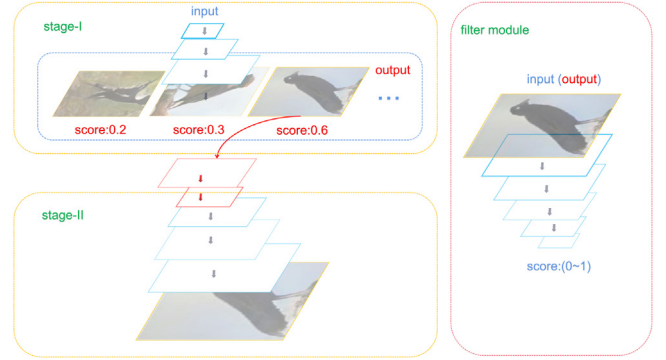 input
stage-I
filter module
output
input (output)
...
score:0.2
score:0.3
score:0.6
stage-II
score:(0~1)